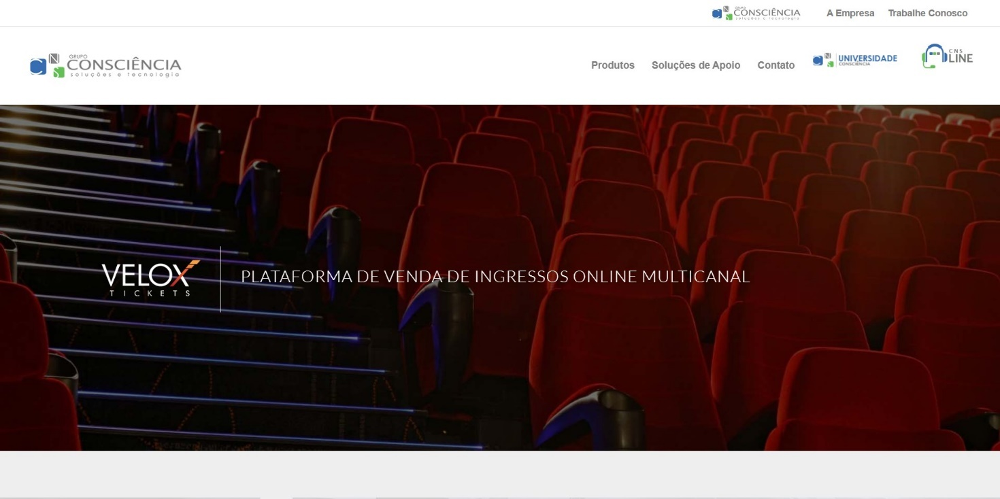 GRUPO
CONSCIÊNCIA
soluções e tecnologia
A Empresa
Trabalhe Conosco
GRUPO
CONSCIÊNCIA
soluções e tecnologia
Produtos
Soluções de Apoio
Contato
UNIVERSIDADE
CONSCIÊNCIA
CNS
LINE
VELOX
TICKETS
PLATAFORMA DE VENDA DE INGRESSOS ONLINE MULTICANAL